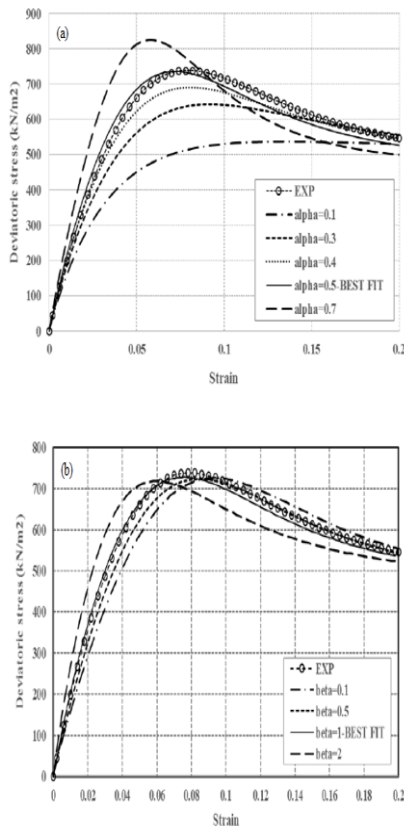 (a)
900
800
700
600
500
400
300
200
100
0
0 0.05 0.1 0.15 0.2
Deviatoric stress (kN/m2)
Strain
EXP
alpha=0.1
alpha=0.3
alpha=0.4
alpha=0.5-BEST FIT
alpha=0.7
(b)
800
700
600
500
400
300
200
100
0
0 0.02 0.04 0.06 0.08 0.1 0.12 0.14 0.16 0.18 0.2
Deviatoric stress (kN/m2)
Strain
EXP
beta=0.1
beta=0.5
beta=1-BEST FIT
beta=2